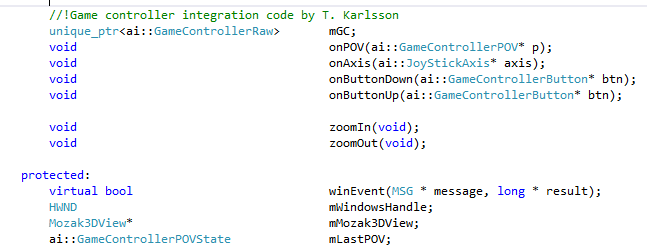 //!Game controller integration code by T. Karlsson
unique_ptr<ai::GameControllerRaw> mGC;
void onPOV(ai::GameControllerPOV* p);
void onAxis(ai::JoyStickAxis* axis);
void onButtonDown(ai::GameControllerButton* btn);
void onButtonUp(ai::GameControllerButton* btn);
void zoomIn(void);
void zoomOut(void);
protected:
virtual bool winEvent(MSG * message, long * result);
HWND mWindowsHandle;
Mozak3DView* mMozak3DView;
ai::GameControllerPOVState mLastPOV;